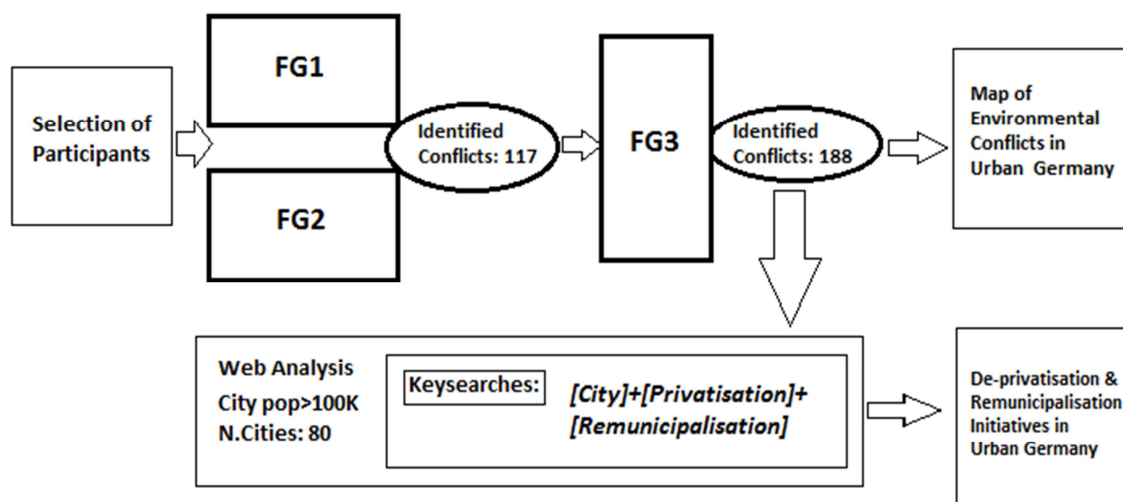 Selection of
Participants
FG1
FG2
Identified
Conflicts: 117
FG3
Identified
Conflicts: 188
Map of
Environmental
Conflicts in
Urban Germany
Web Analysis
City pop>100K
N.Cities: 80
Keysearches:
[City]+[Privatisation]+
[Remunicipalisation]
De-privatisation &
Remunicipalisation
Initiatives in
Urban Germany